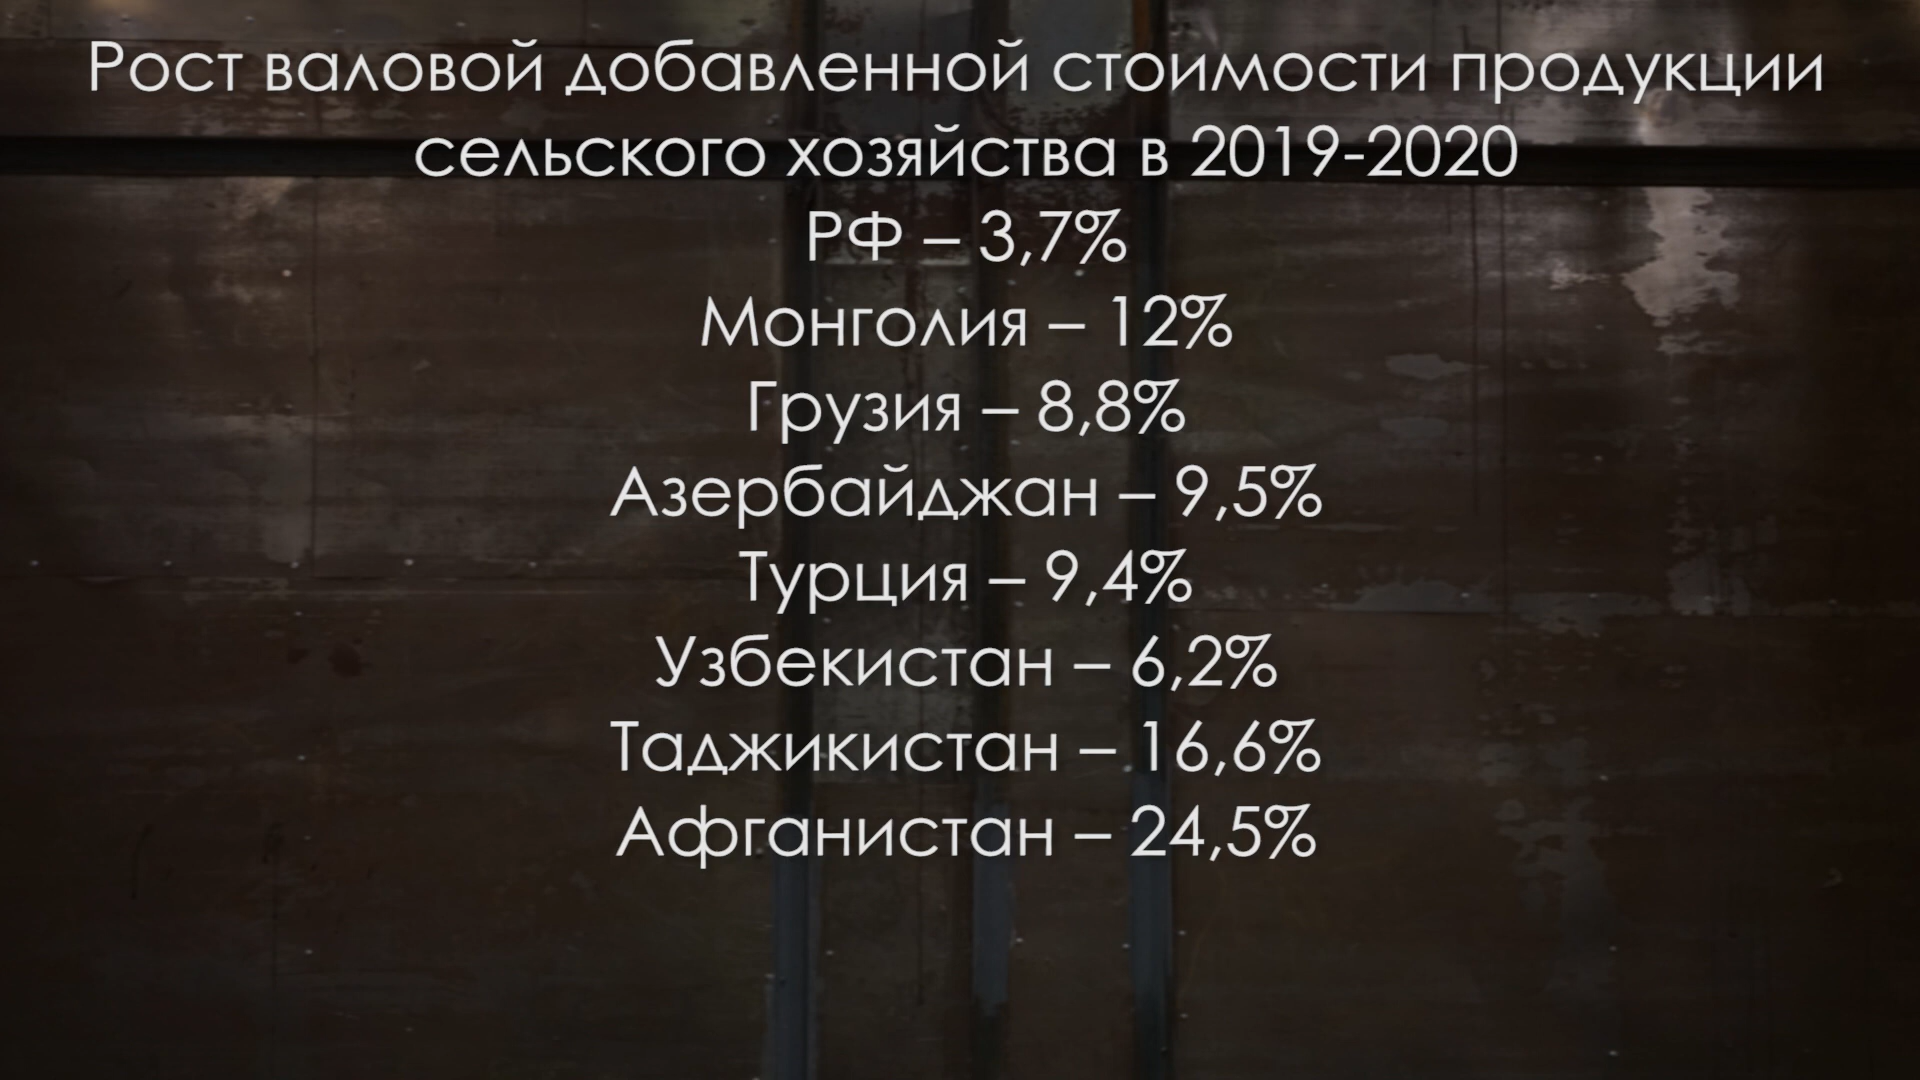 Рост валовой добавленной стоимости продукции
сельского хозяйства в 2019-2020
РФ – 3,7%
Монголия – 12%
Грузия – 8,8%
Азербайджан – 9,5%
Турция – 9,4%
Узбекистан – 6,2%
Таджикистан – 16,6%
Афганистан – 24,5%